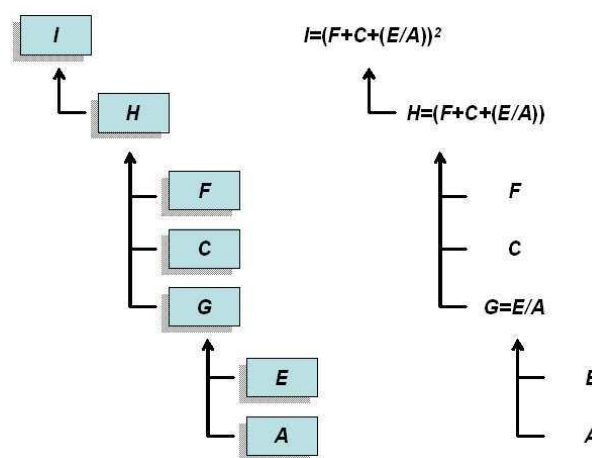 I I=(F+C+(E/A))²
H H=(F+C+(E/A))
F F
C C
G G=E/A
E E
A A